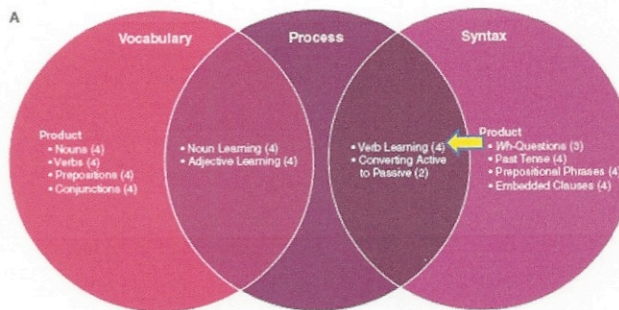 A
Vocabulary
Process
Syntax
Product
• Nouns (4)
• Verbs (4)
• Prepositions (4)
• Conjunctions (4)
• Noun Learning (4)
• Adjective Learning (4)
• Verb Learning (4)
• Converting Active
to Passive (2)
Product
• Wh-Questions (3)
• Past Tense (4)
• Prepositional Phrases (4)
• Embedded Clauses (4)